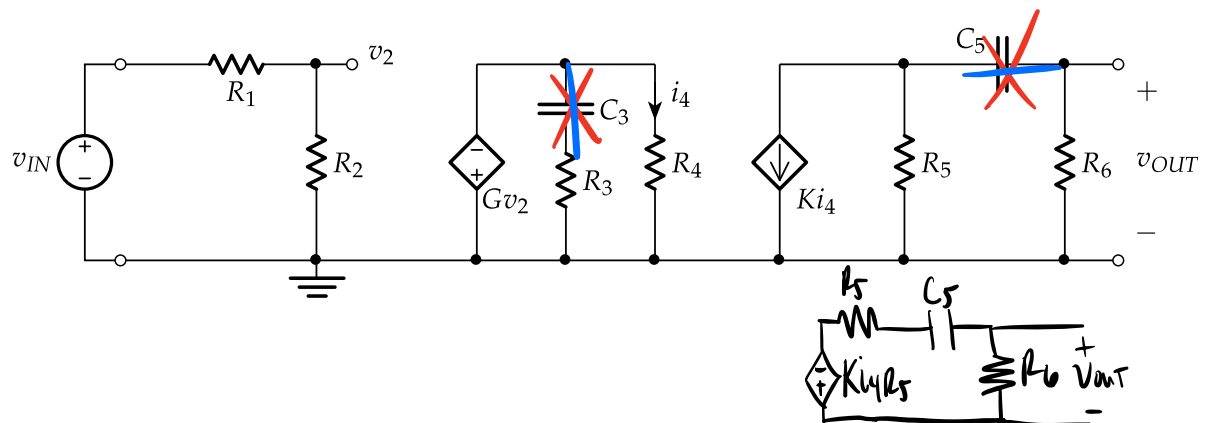 v2
R1
vIN
+
−
R2
−
+
Gv2
C3
R3
i4
R4
Ki4
R5
C5
R6
+
vOUT
−
R5
C5
−
+
Ki4R5
R6
+
VOUT
−